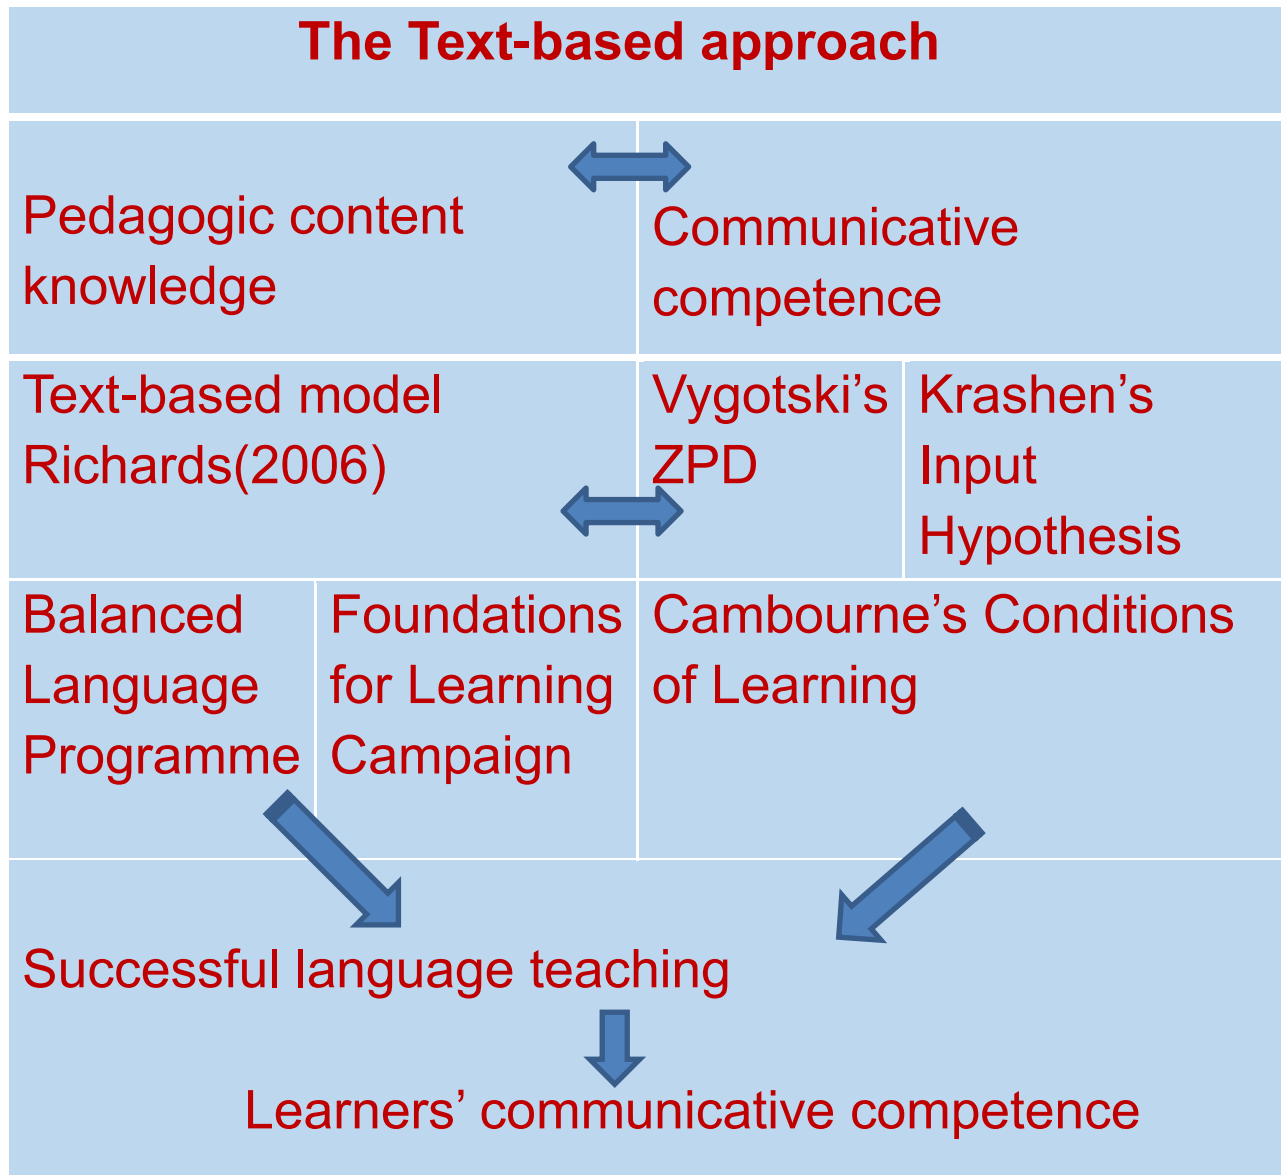 The Text-based approach
Pedagogic content
knowledge
Communicative
competence
Text-based model
Richards(2006)
Vygotski’s
ZPD
Krashen’s
Input
Hypothesis
Balanced
Language
Programme
Foundations
for Learning
Campaign
Cambourne’s Conditions
of Learning
Successful language teaching
Learners’ communicative competence